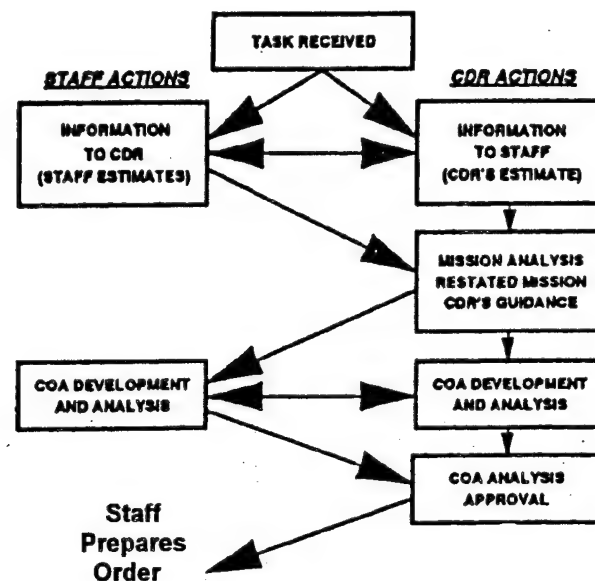 TASK RECEIVED
STAFF ACTIONS
CDR ACTIONS
INFORMATION
TO CDR
(STAFF ESTIMATES)
INFORMATION
TO STAFF
(CDR'S ESTIMATE)
MISSION ANALYSIS
RESTATED MISSION
CDR'S GUIDANCE
COA DEVELOPMENT
AND ANALYSIS
COA DEVELOPMENT
AND ANALYSIS
COA ANALYSIS
APPROVAL
Staff
Prepares
Order